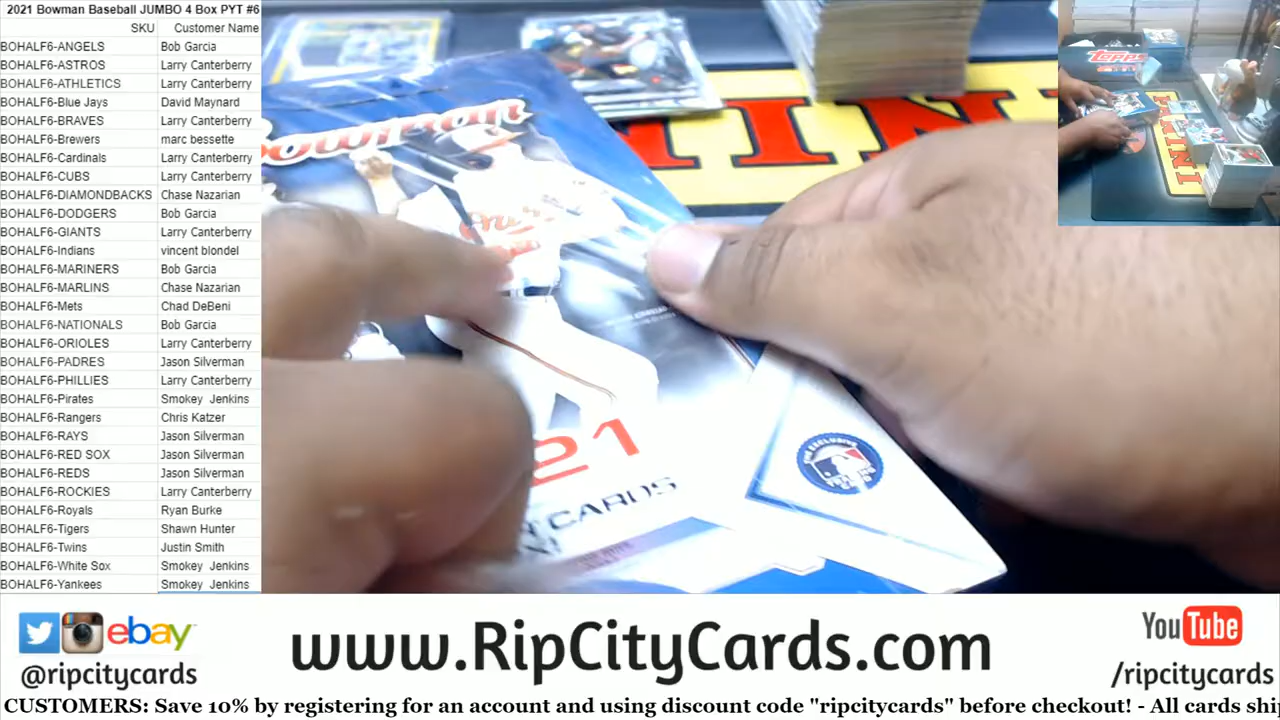 2021 Bowman Baseball JUMBO 4 Box PYT #6
SKU Customer Name
BOHALF6-ANGELS Bob Garcia
BOHALF6-ASTROS Larry Canterberry
BOHALF6-ATHLETICS Larry Canterberry
BOHALF6-Blue Jays David Maynard
BOHALF6-BRAVES Larry Canterberry
BOHALF6-Brewers marc bessette
BOHALF6-Cardinals Larry Canterberry
BOHALF6-CUBS Larry Canterberry
BOHALF6-DIAMONDBACKS Chase Nazarian
BOHALF6-DODGERS Bob Garcia
BOHALF6-GIANTS Larry Canterberry
BOHALF6-Indians vincent blondel
BOHALF6-MARINERS Bob Garcia
BOHALF6-MARLINS Chase Nazarian
BOHALF6-Mets Chad DeBeni
BOHALF6-NATIONALS Bob Garcia
BOHALF6-ORIOLES Larry Canterberry
BOHALF6-PADRES Jason Silverman
BOHALF6-PHILLIES Larry Canterberry
BOHALF6-Pirates Smokey Jenkins
BOHALF6-Rangers Chris Katzer
BOHALF6-RAYS Jason Silverman
BOHALF6-RED SOX Jason Silverman
BOHALF6-REDS Jason Silverman
BOHALF6-ROCKIES Larry Canterberry
BOHALF6-Royals Ryan Burke
BOHALF6-Tigers Shawn Hunter
BOHALF6-Twins Justin Smith
BOHALF6-White Sox Smokey Jenkins
BOHALF6-Yankees Smokey Jenkins
Bowman
21
CARDS
Topps
ebay
@ripcitycards
www.RipCityCards.com
YouTube
/ripcitycards
CUSTOMERS: Save 10% by registering for an account and using discount code "ripcitycards" before checkout! - All cards ship